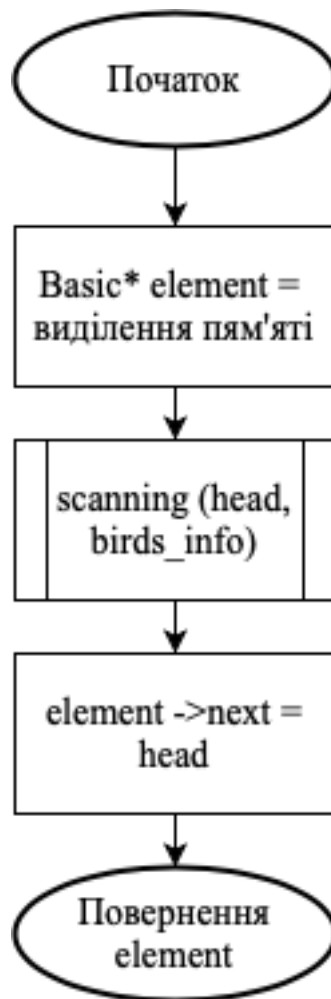 Початок
Basic* element =
виділення пям'яті
scanning (head,
birds_info)
element ->next =
head
Повернення
element